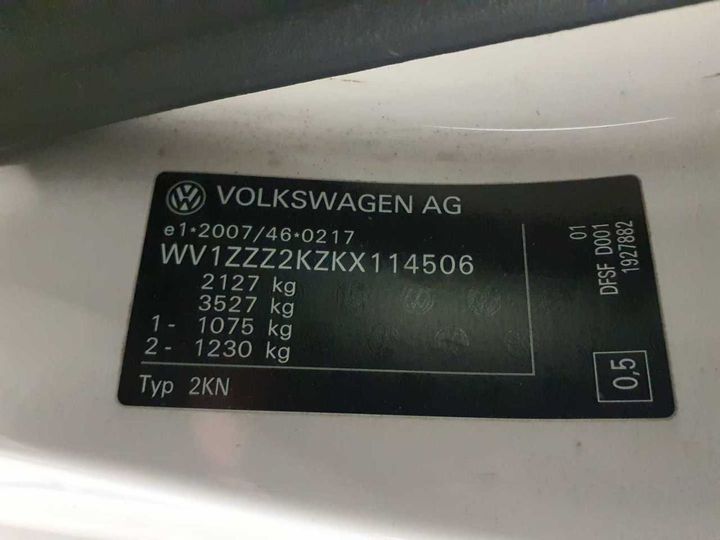 VOLKSWAGEN AG
e1*2007/46*0217
WV1ZZZ2KZKX114506
2127 kg
3527 kg
1- 1075 kg
2- 1230 kg
Typ 2KN
01
DFSF D001
1927882
0,5